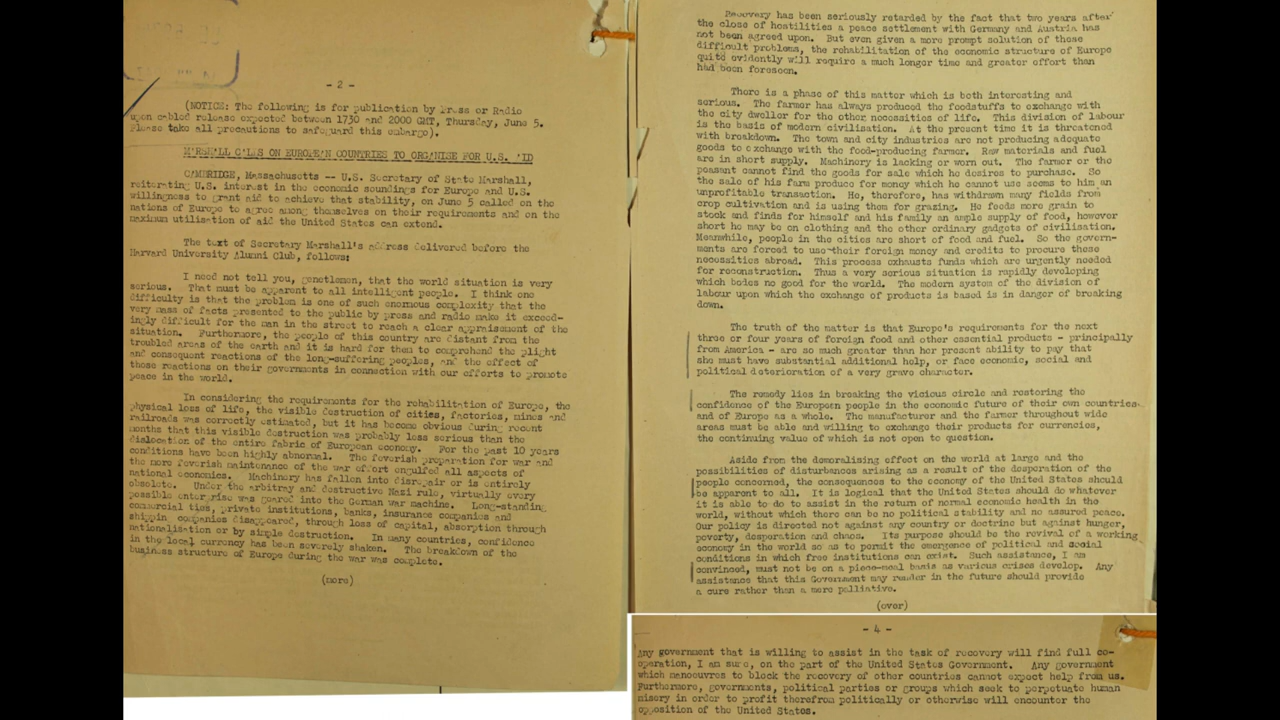 - 2 -
(NOTICE: The following is for publication by Press or Radio
upon cabled release expected between 1730 and 2000 GMT, Thursday, June 5.
Please take all precautions to safeguard this embargo).
MARSHALL CALLS ON EUROPEAN COUNTRIES TO ORGANISE FOR U.S. AID
CAMBRIDGE, Massachusetts -- U.S. Secretary of State Marshall,
reiterating U.S. interest in the economic soundings for Europe and U.S.
willingness to grant aid to achieve that stability, on June 5 called on the
nations of Europe to agree among themselves on their requirements and on the
maximum utilisation of aid the United States can extend.
The text of Secretary Marshall's address delivered before the
Harvard University Alumni Club, follows:
I need not tell you, genetlemen, that the world situation is very
serious. That must be apparent to all intelligent people. I think one
difficulty is that the problem is one of such enormous complexity that the
very mass of facts presented to the public by press and radio make it exceed-
ingly difficult for the man in the street to reach a clear appraisement of the
situation. Furthermore, the people of this country are distant from the
troubled areas of the earth and it is hard for them to comprehend the plight
and consequent reactions of the long-suffering peoples, and the effect of
those reactions on their governments in connection with our efforts to promote
peace in the world.
In considering the requirements for the rehabilitation of Europe, the
physical loss of life, the visible destruction of cities, factories, mines and
railroads was correctly estimated, but it has become obvious during recent
months that this visible destruction was probably less serious than the
dislocation of the entire fabric of European economy. For the past 10 years
conditions have been highly abnormal. The feverish preparation for war and
the more feverish maintenance of the war effort engulfed all aspects of
national economics. Machinery has fallen into disrepair or is entirely
obsolete. Under the arbitray and destructive Nazi rule, virtually every
possible enterprise was geared into the German war machine. Long-standing
commercial ties, private institutions, banks, insurance companies and
shippin companies disappeared, through loss of capital, absorption through
nationalisation or by simple destruction. In many countries, confidence
in the local currency has been severely shaken. The breakdown of the
business structure of Europe during the war was complete.
(more)
Recovery has been seriously retarded by the fact that two years after
the close of hostilities a peace settlement with Germany and Austria has
not been agreed upon. But even given a more prompt solution of these
difficult problems, the rehabilitation of the economic structure of Europe
quite evidently will require a much longer time and greater effort than
had been foreseen.
There is a phase of this matter which is both interesting and
serious. The farmer has always produced the foodstuffs to exchange with
the city dweller for the other necessities of life. This division of labour
is the basis of modern civilisation. At the present time it is threatened
with breakdown. The town and city industries are not producing adequate
goods to exchange with the food-producing farmer. Raw materials and fuel
are in short supply. Machinery is lacking or worn out. The farmer or the
peasant cannot find the goods for sale which he desires to purchase. So
the sale of his farm produce for money which he cannot use seems to him an
unprofitable transaction. He, therefore, has withdrawn many fields from
crop cultivation and is using them for grazing. He feeds more grain to
stock and finds for himself and his family an ample supply of food, however
short he may be on clothing and the other ordinary gadgets of civilisation.
Meanwhile, people in the cities are short of food and fuel. So the govern-
ments are forced to use their foreign money and credits to procure these
necessities abroad. This process exhausts funds which are urgently needed
for reconstruction. Thus a very serious situation is rapidly developing
which bodes no good for the world. The modern system of the division of
labour upon which the exchange of products is based is in danger of breaking
down.
The truth of the matter is that Europe's requirements for the next
three or four years of foreign food and other essential products - principally
from America - are so much greater than her present ability to pay that
she must have substantial additional help, or face economic, social and
political deterioration of a very grave character.
The remedy lies in breaking the vicious circle and restoring the
confidence of the European people in the economic future of their own countries
and of Europe as a whole. The manufacturer and the farmer throughout wide
areas must be able and willing to exchange their products for currencies,
the continuing value of which is not open to question.
Aside from the demoralising effect on the world at large and the
possibilities of disturbances arising as a result of the desporation of the
people concerned, the consequences to the economy of the United States should
be apparent to all. It is logical that the United States should do whatever
it is able to do to assist in the return of normal economic health in the
world, without which there can be no political stability and no assured peace.
Our policy is directed not against any country or doctrine but against hunger,
poverty, desporation and chaos. Its purpose should be the revival of a working
economy in the world so as to permit the emergence of political and social
conditions in which free institutions can exist. Such assistance, I am
convinced, must not be on a piece-meal basis as various crises develop. Any
assistance that this Government may render in the future should provide
a cure rather than a mere palliative.
(over)
- 4 -
Any government that is willing to assist in the task of recovery will find full co-
operation, I am sure, on the part of the United States Government. Any government
which manoeuvres to block the recovery of other countries cannot expect help from us.
Furthermore, governments, political parties or groups which seek to perpetuate human
misery in order to profit therefrom politically or otherwise will encounter the
opposition of the United States.